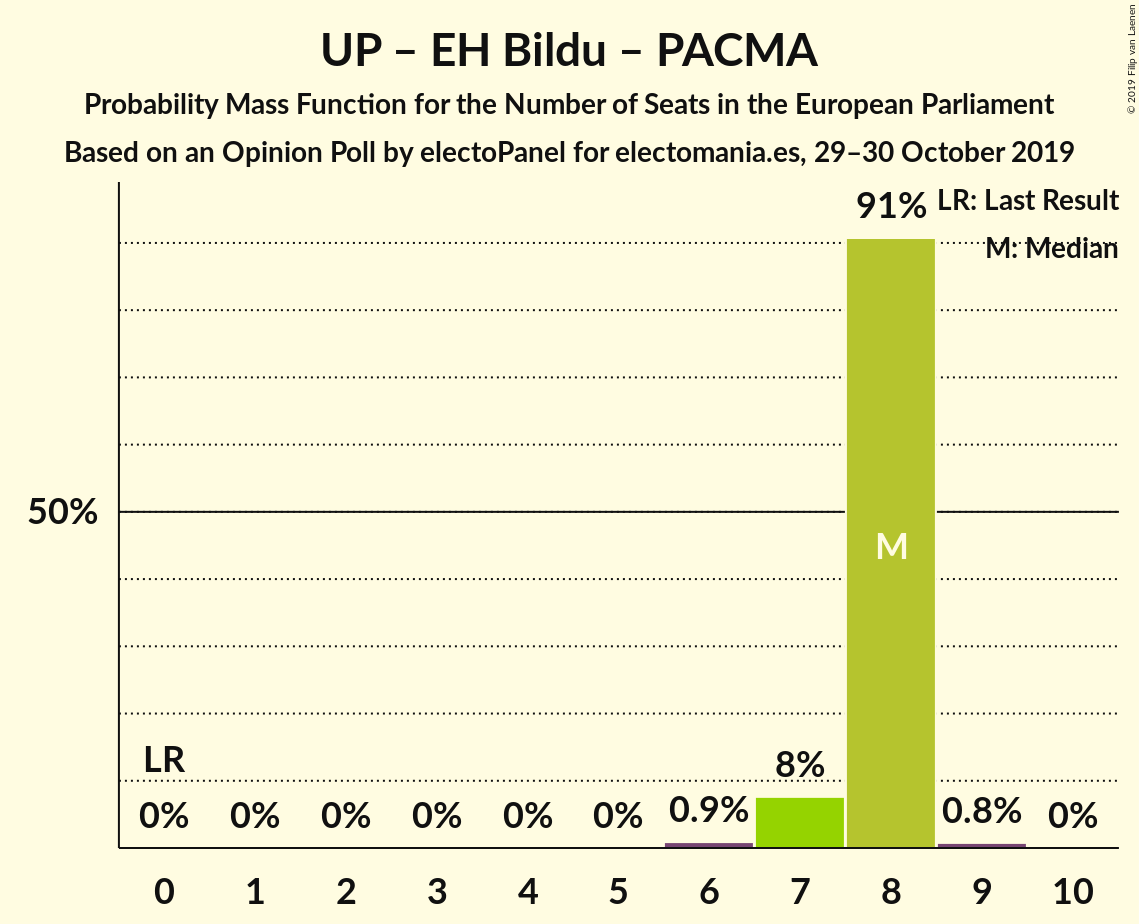 UP – EH Bildu – PACMA
Probability Mass Function for the Number of Seats in the European Parliament
Based on an Opinion Poll by electoPanel for electomania.es, 29–30 October 2019
© 2019 Filip van Laenen
LR: Last Result
M: Median
91%
50%
M
LR
8%
0% 0% 0% 0% 0% 0% 0.9% 0.8% 0%
0 1 2 3 4 5 6 7 8 9 10